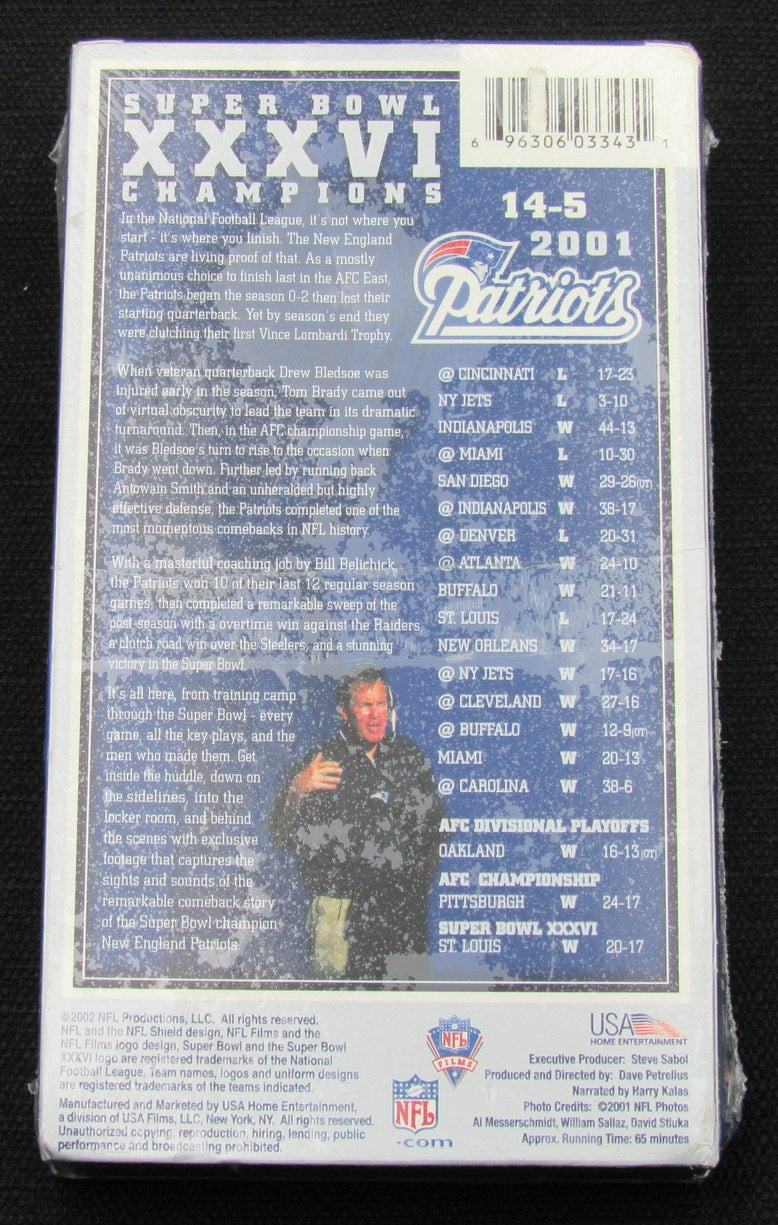 SUPER BOWL
XXXVI
CHAMPIONS
In the National Football League, it's not where you
start - it's where you finish. The New England
Patriots are living proof of that. As a mostly
unanimous choice to finish last in the AFC East,
the Patriots began the season 0-2 then lost their
starting quarterback. Yet by season's end they
were clutching their first Vince Lombardi Trophy.
When veteran quarterback Drew Bledsoe was
injured early in the season, Tom Brady came out
of virtual obscurity to lead the team in its dramatic
turnaround. Then, in the AFC championship game,
it was Bledsoe's turn to rise to the occasion when
Brady went down. Further led by running back
Antowain Smith and an unheralded but highly
effective defense, the Patriots completed one of the
most momentous comebacks in NFL history.
With a masterful coaching job by Bill Belichick,
the Patriots won 10 of their last 12 regular season
games, then completed a remarkable sweep of the
post-season with a overtime win against the Raiders,
a clutch road win over the Steelers, and a stunning
victory in the Super Bowl.
It's all here, from training camp
through the Super Bowl - every
game, all the key plays, and the
men who made them. Get
inside the huddle, down on
the sidelines, into the
locker room, and behind
the scenes with exclusive
footage that captures the
sights and sounds of the
remarkable comeback story
of the Super Bowl champion
New England Patriots.
6 96306 03343 1
14-5
2001
Patriots
@ CINCINNATI L 17-23
NY JETS L 3-10
INDIANAPOLIS W 44-13
@ MIAMI L 10-30
SAN DIEGO W 29-26(OT)
@ INDIANAPOLIS W 38-17
@ DENVER L 20-31
@ ATLANTA W 24-10
BUFFALO W 21-11
ST. LOUIS L 17-24
NEW ORLEANS W 34-17
@ NY JETS W 17-16
@ CLEVELAND W 27-16
@ BUFFALO W 12-9(OT)
MIAMI W 20-13
@ CAROLINA W 38-6
AFC DIVISIONAL PLAYOFFS
OAKLAND W 16-13(OT)
AFC CHAMPIONSHIP
PITTSBURGH W 24-17
SUPER BOWL XXXVI
ST. LOUIS W 20-17
©2002 NFL Productions, LLC. All rights reserved.
NFL and the NFL Shield design, NFL Films and the
NFL Films logo design, Super Bowl and the Super Bowl
XXXVI logo are registered trademarks of the National
Football League. Team names, logos and uniform designs
are registered trademarks of the teams indicated.
Manufactured and Marketed by USA Home Entertainment,
a division of USA Films, LLC, New York, NY. All rights reserved.
Unauthorized copying, reproduction, hiring, lending, public
performance and broadcasting prohibited.
NFL
FILMS
NFL
.com
USA
HOME ENTERTAINMENT
Executive Producer: Steve Sabol
Produced and Directed by: Dave Petrelius
Narrated by Harry Kalas
Photo Credits: ©2001 NFL Photos
Al Messerschmidt, William Sallaz, David Stluka
Approx. Running Time: 65 minutes